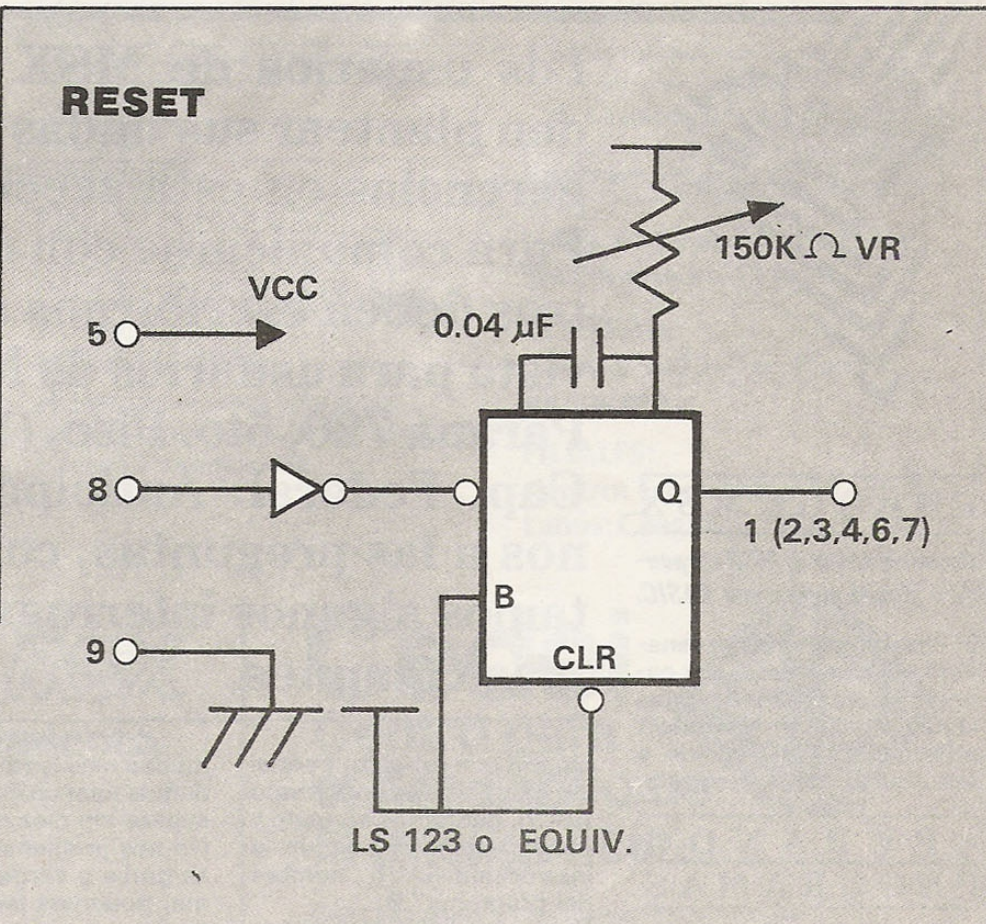 RESET
150K Ω VR
VCC
5
0.04 µF
8
Q
1 (2,3,4,6,7)
B
9
CLR
LS 123 o EQUIV.